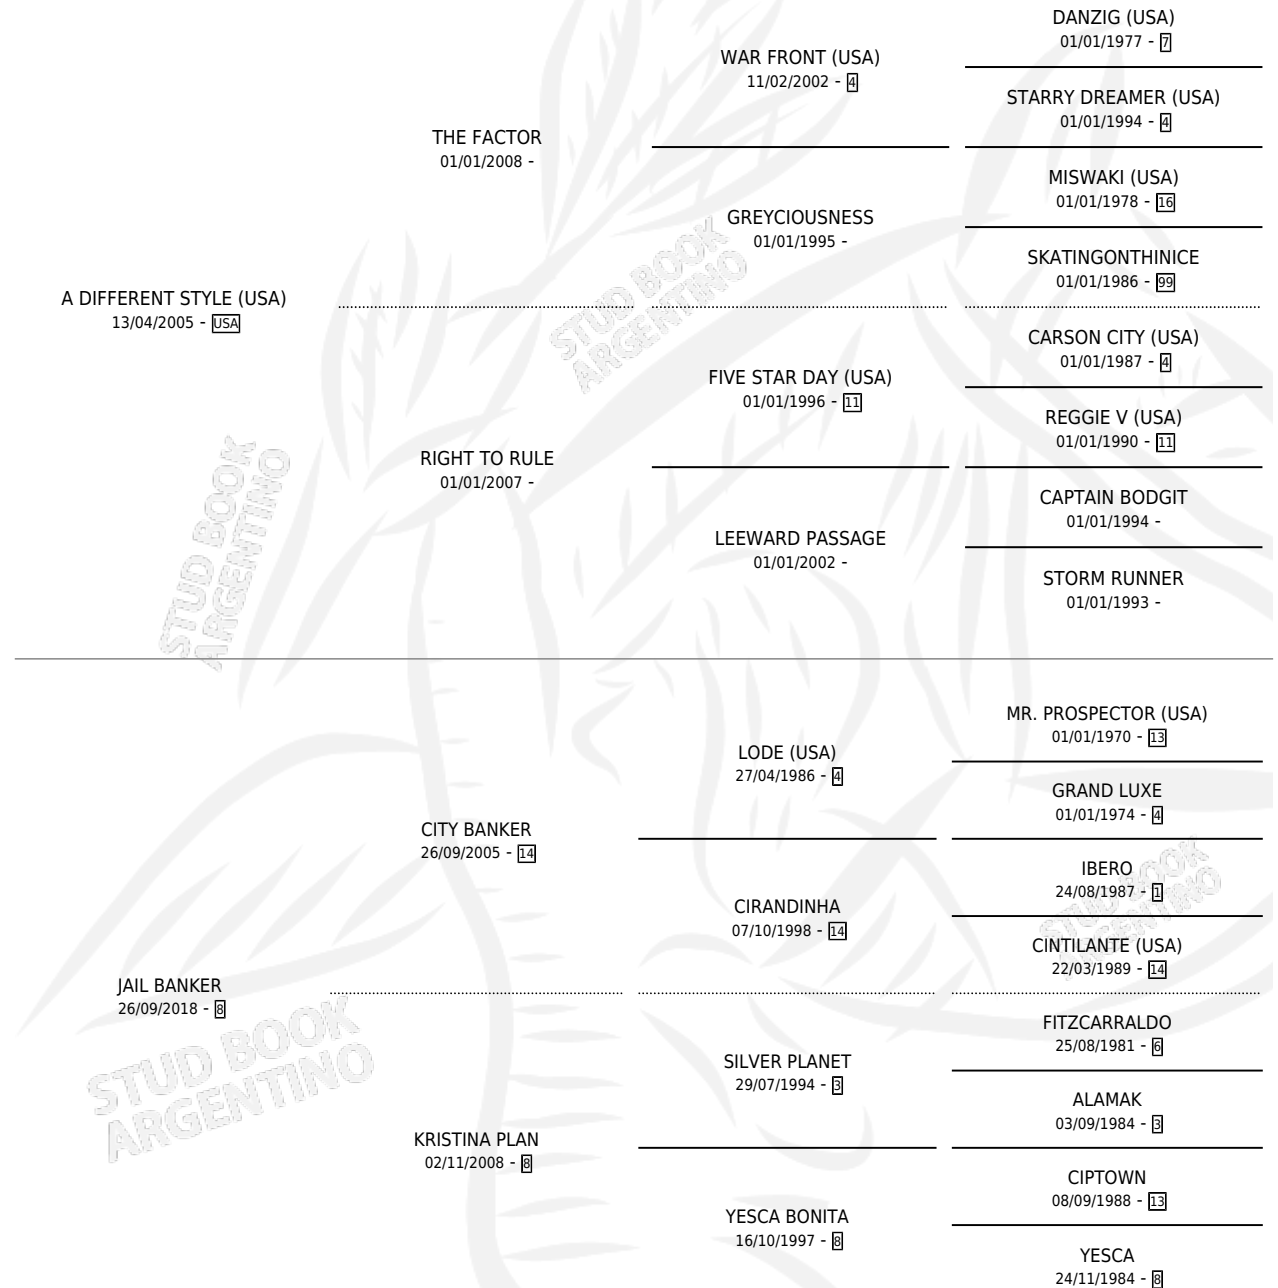 DANZIG (USA)
01/01/1977 - 7
WAR FRONT (USA)
11/02/2002 - 4
STARRY DREAMER (USA)
01/01/1994 - 4
THE FACTOR
01/01/2008 -
MISWAKI (USA)
01/01/1978 - 16
GREYCIOUSNESS
01/01/1995 -
SKATINGONTHINICE
01/01/1986 - 99
A DIFFERENT STYLE (USA)
13/04/2005 - USA
CARSON CITY (USA)
01/01/1987 - 4
FIVE STAR DAY (USA)
01/01/1996 - 11
REGGIE V (USA)
01/01/1990 - 11
RIGHT TO RULE
01/01/2007 -
CAPTAIN BODGIT
01/01/1994 -
LEEWARD PASSAGE
01/01/2002 -
STORM RUNNER
01/01/1993 -
MR. PROSPECTOR (USA)
01/01/1970 - 13
LODE (USA)
27/04/1986 - 4
GRAND LUXE
01/01/1974 - 4
CITY BANKER
26/09/2005 - 14
IBERO
24/08/1987 - 1
CIRANDINHA
07/10/1998 - 14
CINTILANTE (USA)
22/03/1989 - 14
JAIL BANKER
26/09/2018 - 8
FITZCARRALDO
25/08/1981 - 6
SILVER PLANET
29/07/1994 - 3
ALAMAK
03/09/1984 - 3
KRISTINA PLAN
02/11/2008 - 8
CIPTOWN
08/09/1988 - 13
YESCA BONITA
16/10/1997 - 8
YESCA
24/11/1984 - 8
STUD BOOK
ARGENTINO
STUD BOOK
ARGENTINO
STUD BOOK
ARGENTINO
STUD BOOK
ARGENTINO